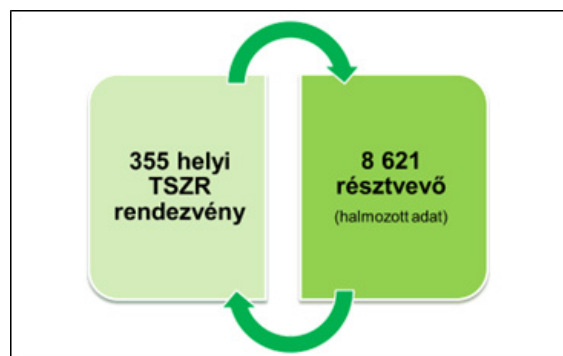 355 helyi
TSZR
rendezvény
8 621
résztvevő
(halmozott adat)